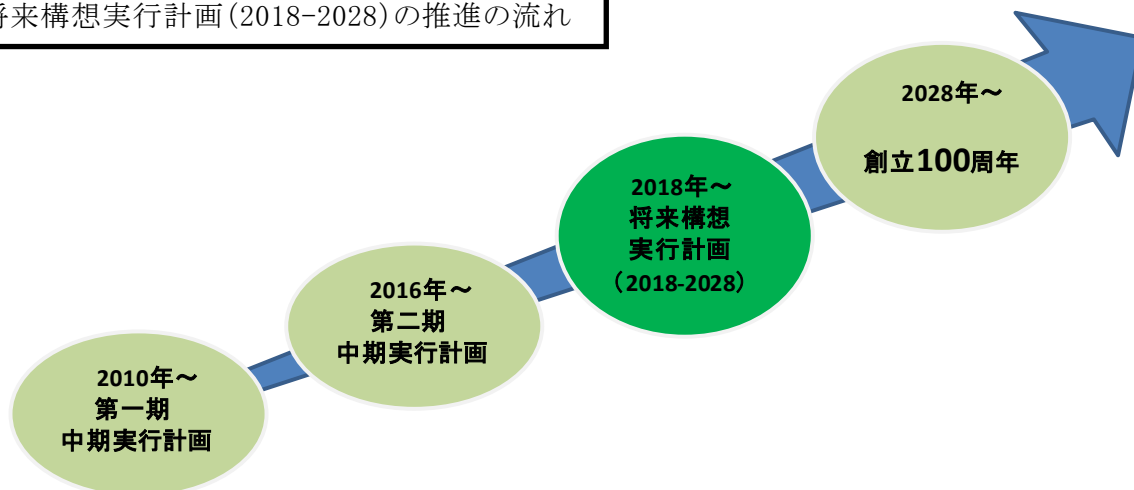 将来構想実行計画(2018-2028)の推進の流れ
2010年～
第一期
中期実行計画
2016年～
第二期
中期実行計画
2018年～
将来構想
実行計画
（2018-2028）
2028年～
創立100周年